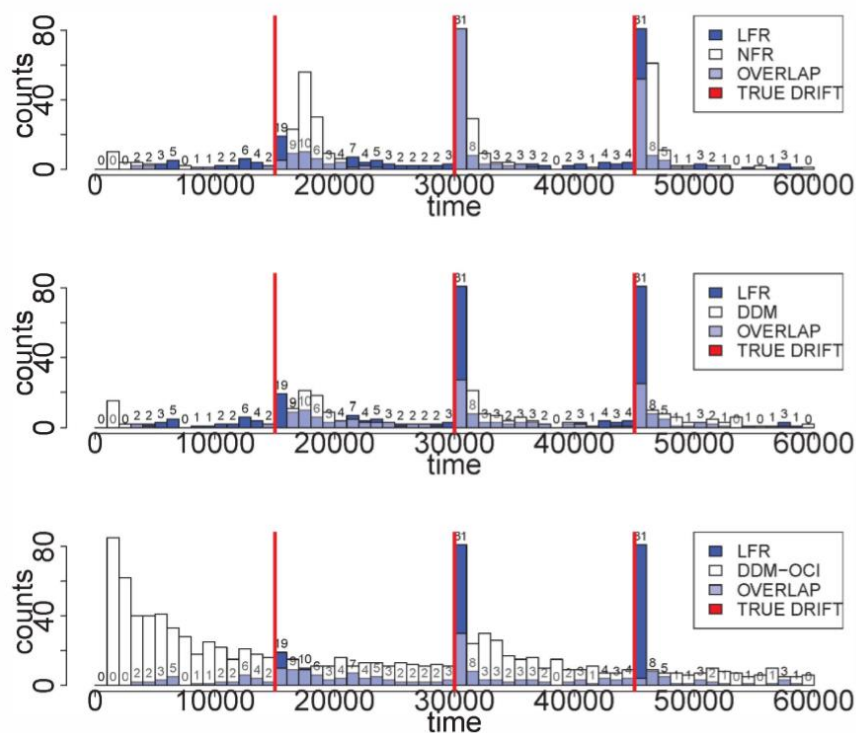 80
40
0
counts
81
81
19
0 0 0 2 2 3 5 0 1 1 2 2 6 4 2 9 10 6 3 4 7 4 5 3 2 2 2 2 3 8 3 3 2 3 3 2 0 2 3 1 4 3 4 8 5 1 1 3 2 1 0 1 0 1 3 1 0
LFR
NFR
OVERLAP
TRUE DRIFT
0 10000 20000 30000 40000 50000 60000
time
80
40
0
counts
81
81
19
0 0 0 2 2 3 5 0 1 1 2 2 6 4 2 9 10 6 3 4 7 4 5 3 2 2 2 2 3 8 3 3 2 3 3 2 0 2 3 1 4 3 4 8 5 1 1 3 2 1 0 1 0 1 3 1 0
LFR
DDM
OVERLAP
TRUE DRIFT
0 10000 20000 30000 40000 50000 60000
time
80
40
0
counts
81
81
19
0 0 0 2 2 3 5 0 1 1 2 2 6 4 2 9 10 6 3 4 7 4 5 3 2 2 2 2 3 8 3 3 2 3 3 2 0 2 3 1 4 3 4 8 5 1 1 3 2 1 0 1 0 1 3 1 0
LFR
DDM-OCI
OVERLAP
TRUE DRIFT
0 10000 20000 30000 40000 50000 60000
time